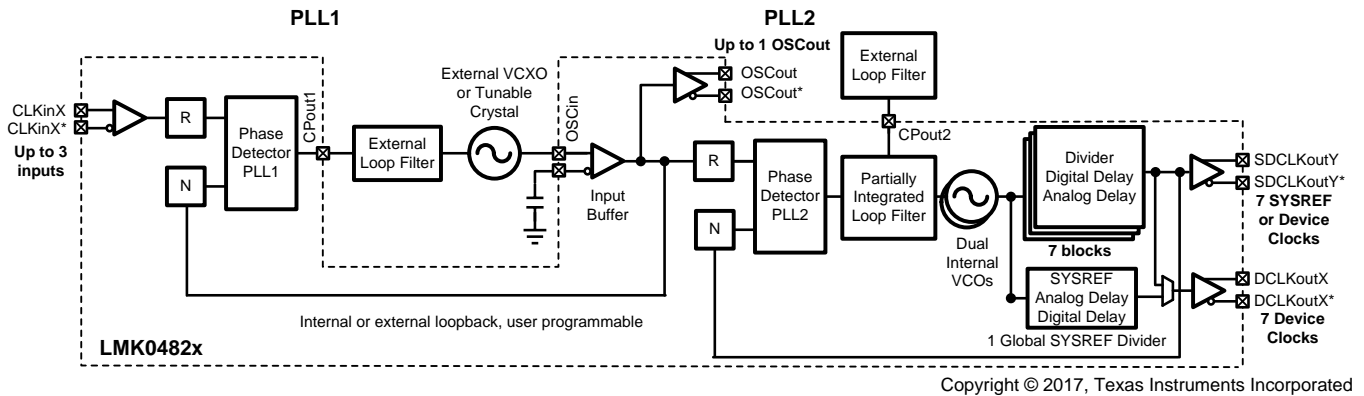 PLL1
PLL2
Up to 1 OSCout
External
Loop Filter
OSCout
OSCout*
External VCXO
or Tunable
Crystal
CLKinX
CLKinX*
Up to 3
inputs
R
N
Phase
Detector
PLL1
CPout1
External
Loop Filter
OSCin
Input
Buffer
R
N
Phase
Detector
PLL2
CPout2
Partially
Integrated
Loop Filter
Dual
Internal
VCOs
Divider
Digital Delay
Analog Delay
7 blocks
SYSREF
Analog Delay
Digital Delay
1 Global SYSREF Divider
SDCLKoutY
SDCLKoutY*
7 SYSREF
or Device
Clocks
DCLKoutX
DCLKoutX*
7 Device
Clocks
Internal or external loopback, user programmable
LMK0482x
Copyright © 2017, Texas Instruments Incorporated